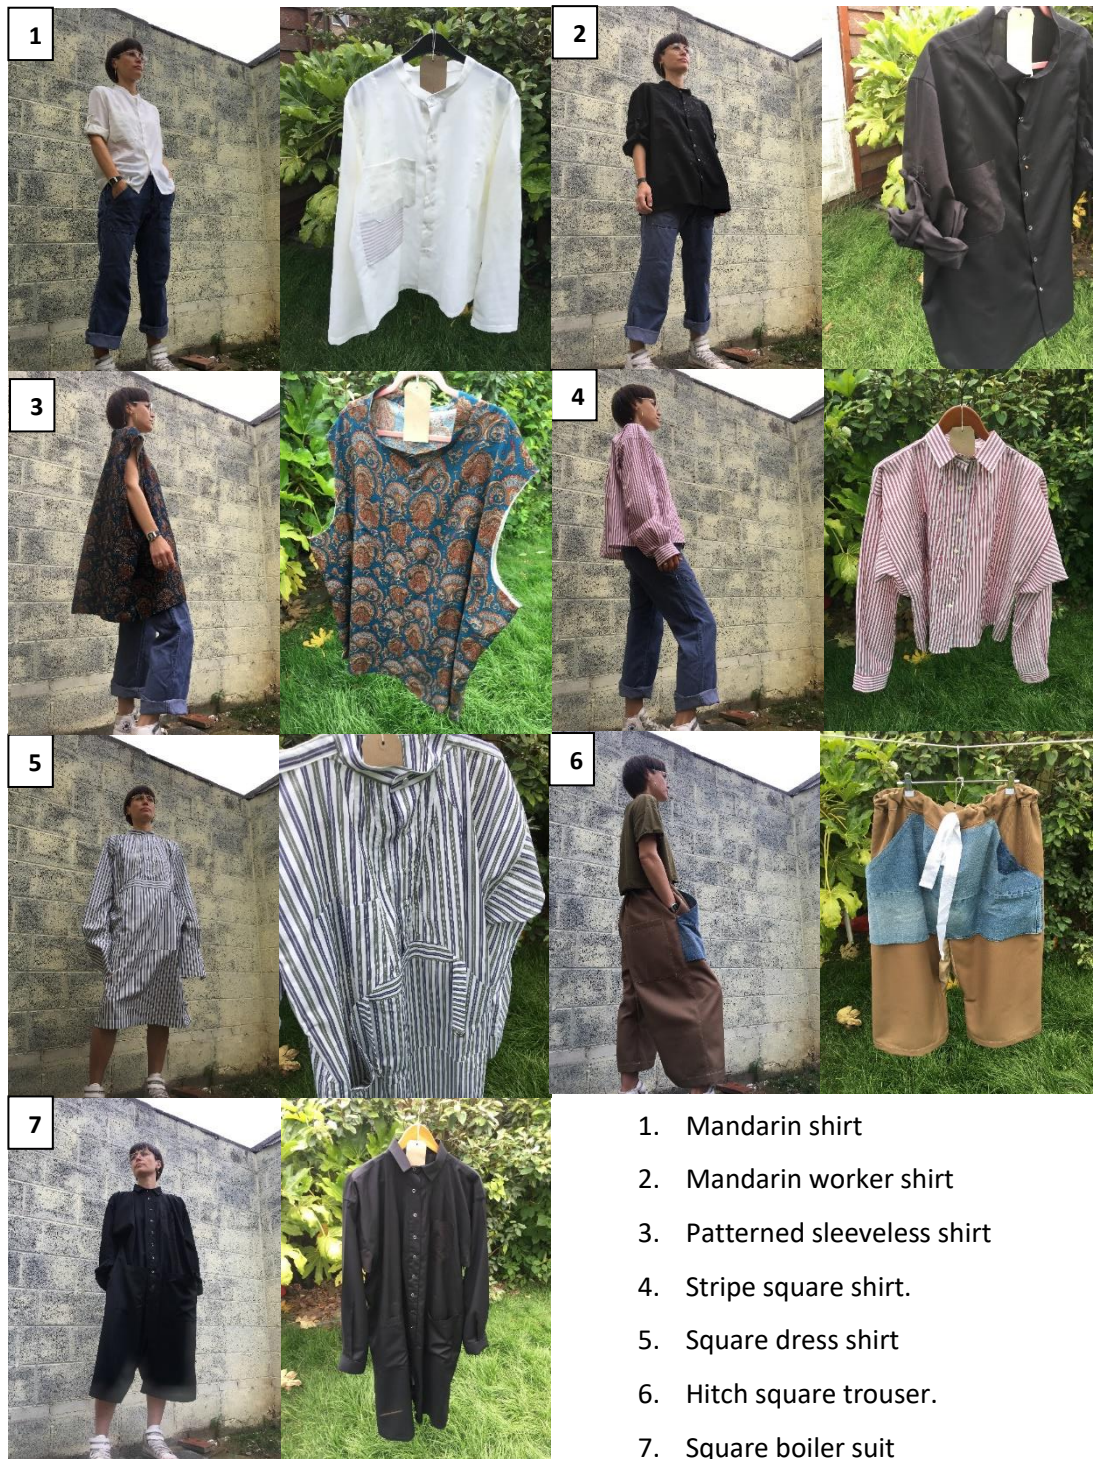 1
2
3
4
5
6
7
1. Mandarin shirt
2. Mandarin worker shirt
3. Patterned sleeveless shirt
4. Stripe square shirt.
5. Square dress shirt
6. Hitch square trouser.
7. Square boiler suit